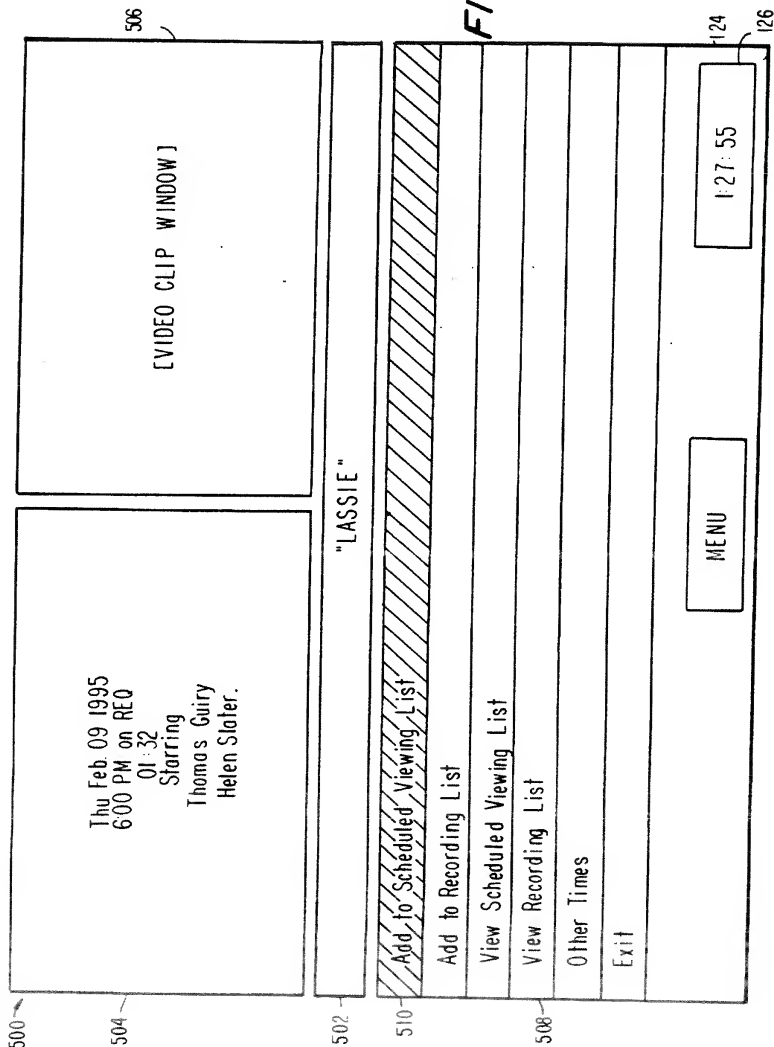 500
504
Thu Feb. 09 1995
6:00 PM on REQ
01:32
Starring
Thomas Guiry
Helen Slater.
[VIDEO CLIP WINDOW]
506
502
"LASSIE"
510
Add to Scheduled Viewing List
Add to Recording List
View Scheduled Viewing List
508
View Recording List
Other Times
Exit
MENU
1:27:55
124
126